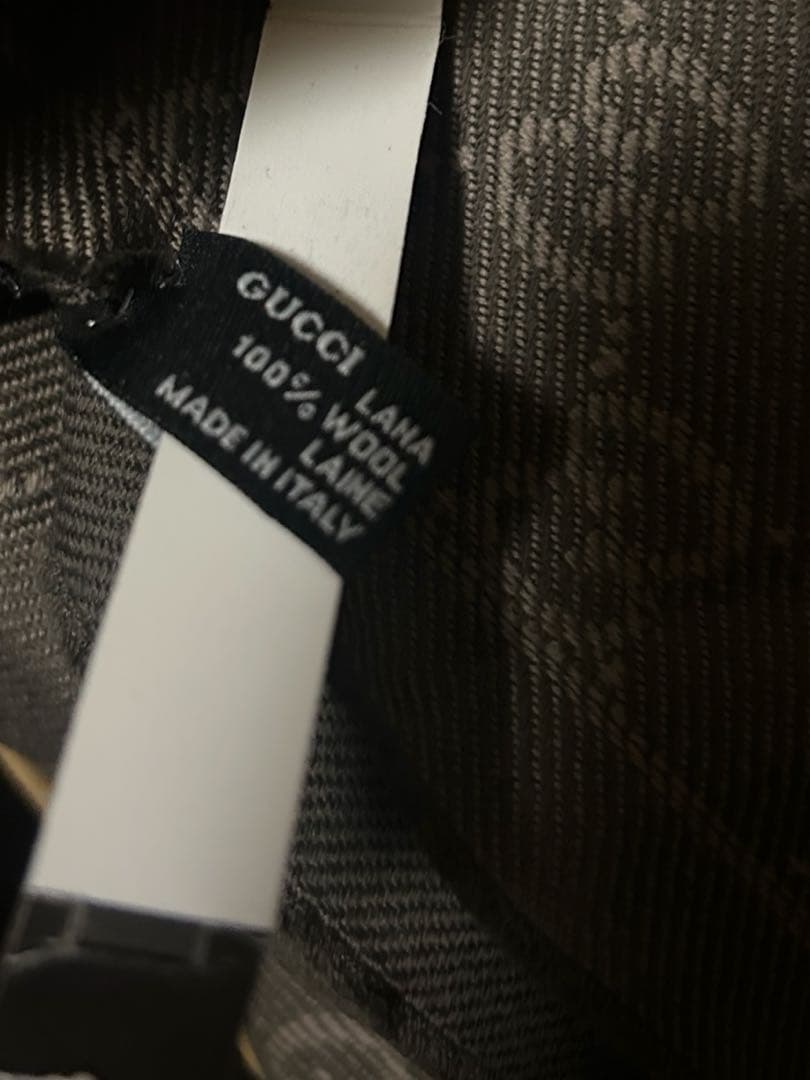 GUCCI
LANA
100% WOOL
LAINE
MADE IN ITALY